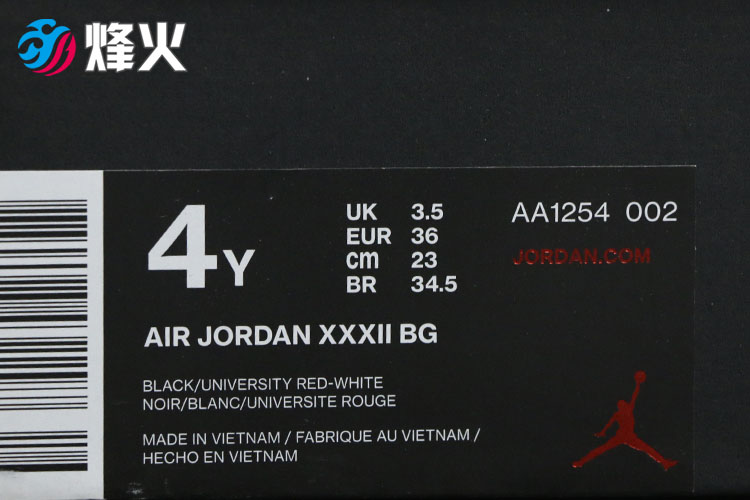 烽火
4Y
UK 3.5
EUR 36
cm 23
BR 34.5
AA1254 002
JORDAN.COM
AIR JORDAN XXXII BG
BLACK/UNIVERSITY RED-WHITE
NOIR/BLANC/UNIVERSITE ROUGE
MADE IN VIETNAM / FABRIQUE AU VIETNAM /
HECHO EN VIETNAM